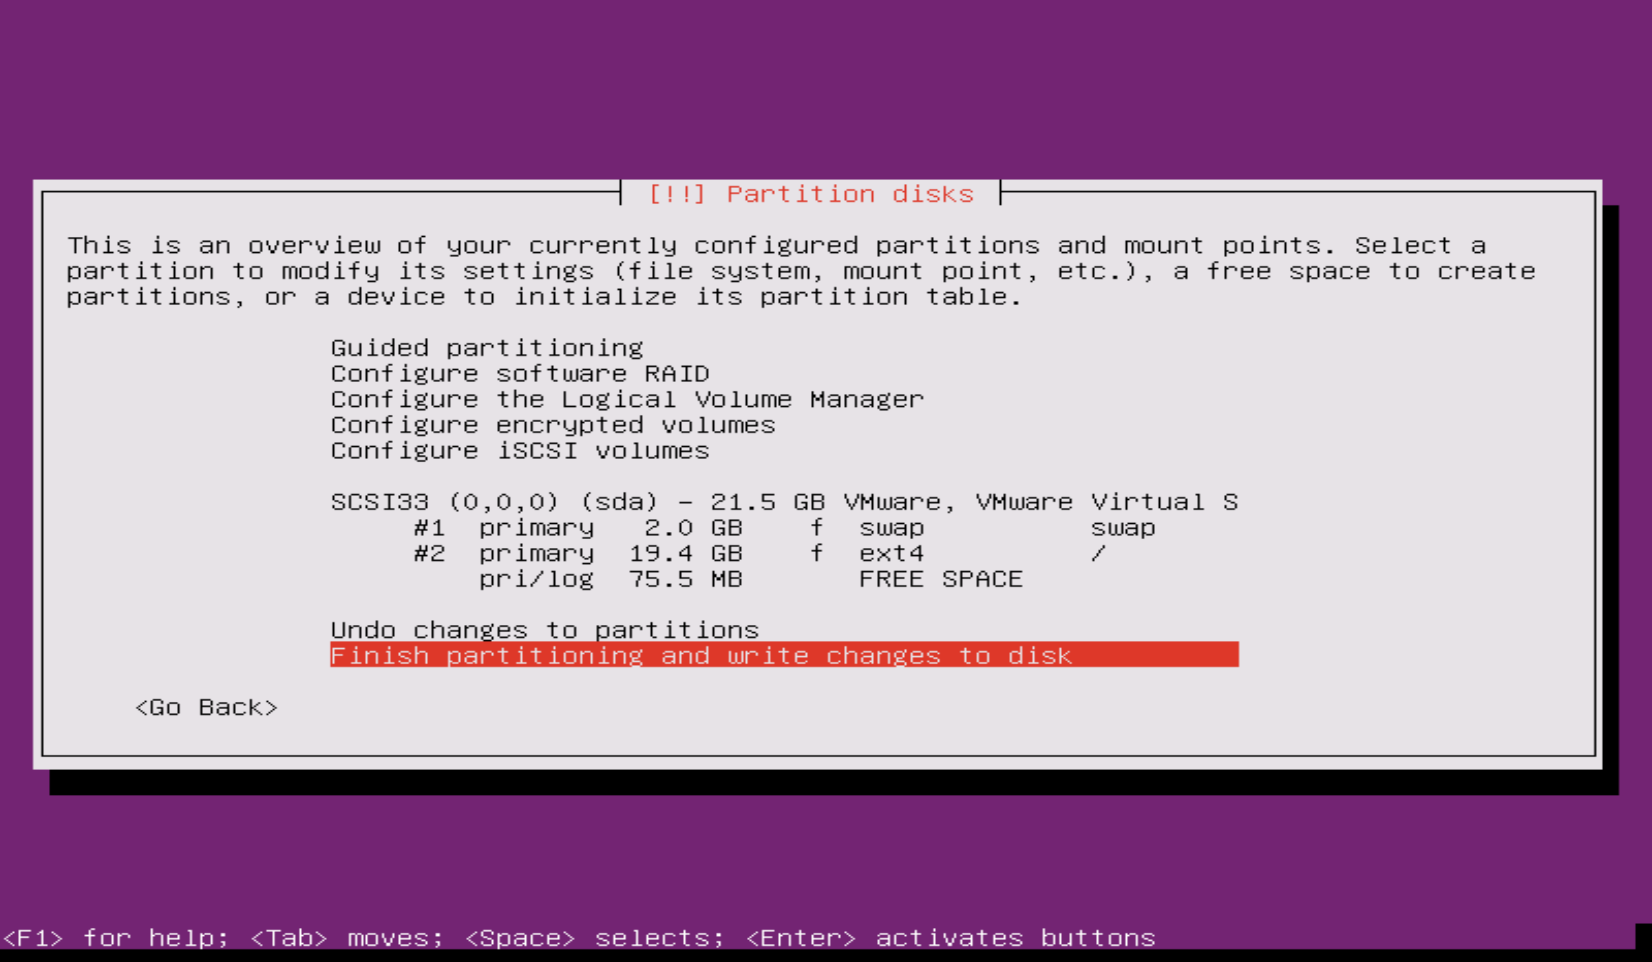 [!!] Partition disks
This is an overview of your currently configured partitions and mount points. Select a
partition to modify its settings (file system, mount point, etc.), a free space to create
partitions, or a device to initialize its partition table.
Guided partitioning
Configure software RAID
Configure the Logical Volume Manager
Configure encrypted volumes
Configure iSCSI volumes
SCSI33 (0,0,0) (sda) - 21.5 GB VMware, VMware Virtual S
#1 primary 2.0 GB f swap swap
#2 primary 19.4 GB f ext4 /
pri/log 75.5 MB FREE SPACE
Undo changes to partitions
Finish partitioning and write changes to disk
<Go Back>
<F1> for help; <Tab> moves; <Space> selects; <Enter> activates buttons